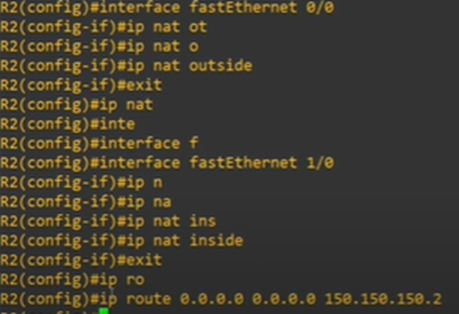 R2(config)#interface fastEthernet 0/0
R2(config-if)#ip nat ot
R2(config-if)#ip nat o
R2(config-if)#ip nat outside
R2(config-if)#exit
R2(config)#ip nat
R2(config)#inte
R2(config)#interface f
R2(config)#interface fastEthernet 1/0
R2(config-if)#ip n
R2(config-if)#ip na
R2(config-if)#ip nat ins
R2(config-if)#ip nat inside
R2(config-if)#exit
R2(config)#ip ro
R2(config)#ip route 0.0.0.0 0.0.0.0 150.150.150.2